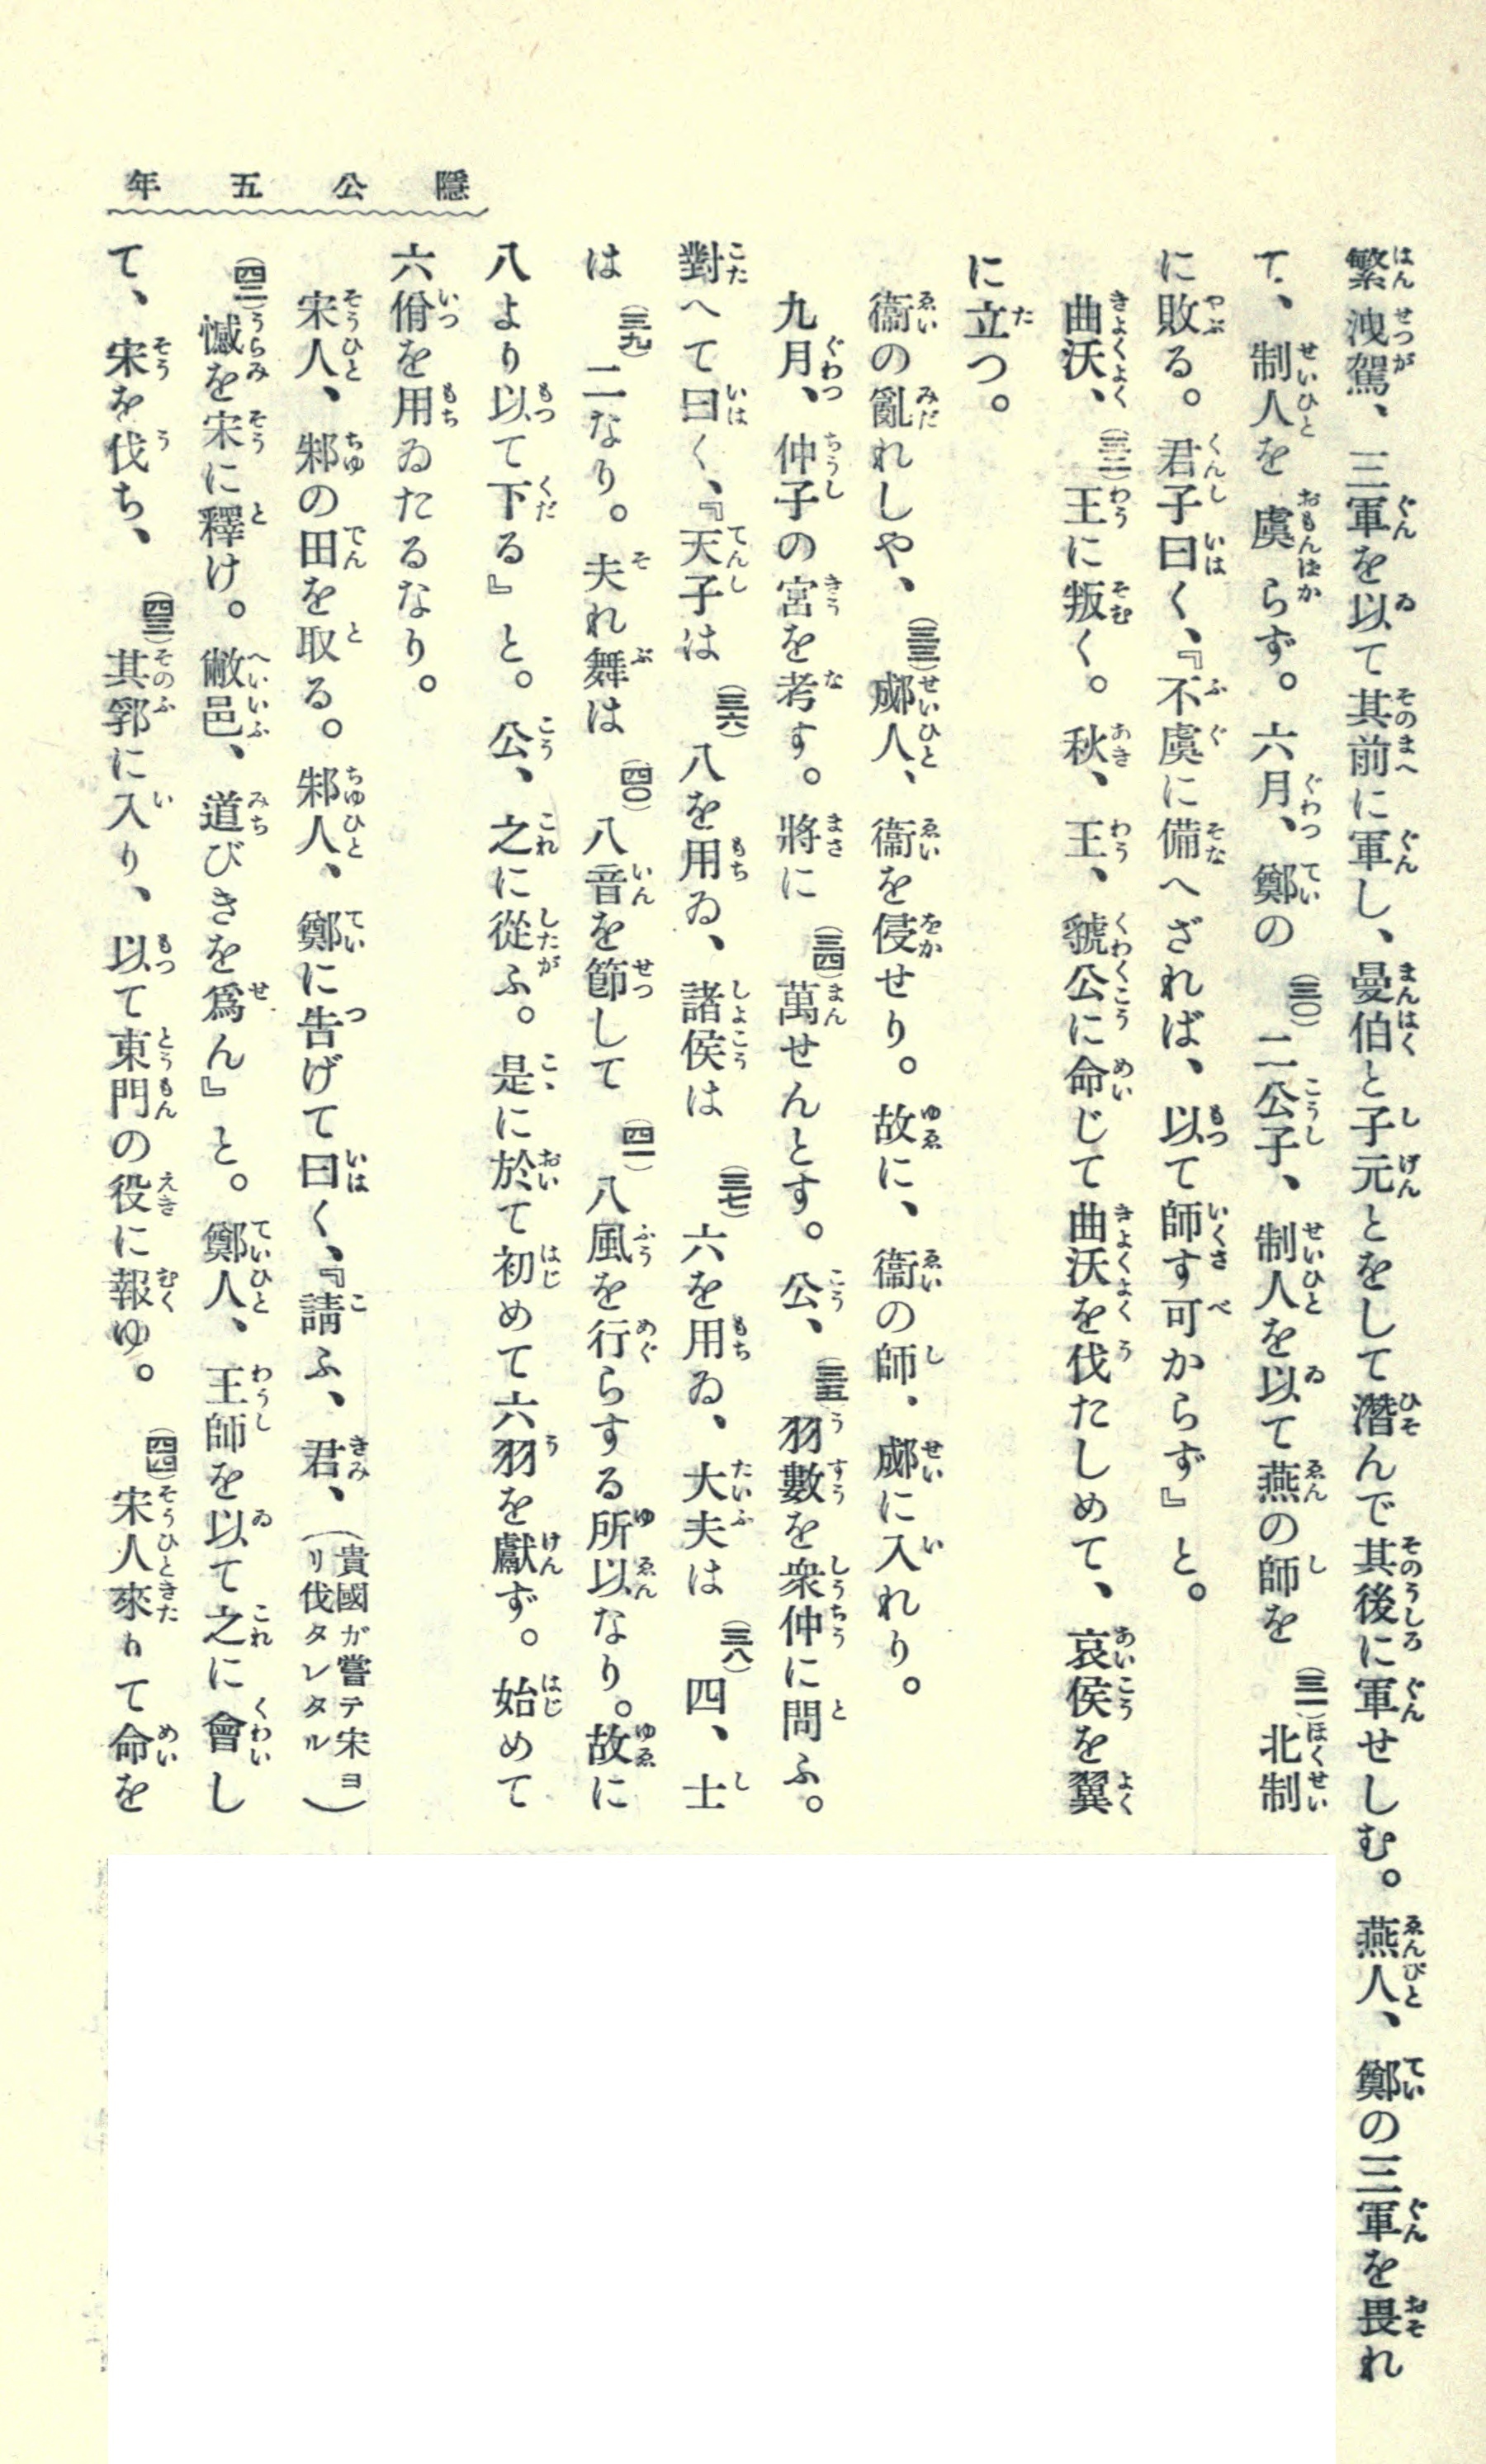 隱公五年
繁洩駕、三軍を以て其前に軍し、曼伯と子元とをして潛んで其後に軍せしむ。燕人、鄭の三軍を畏れ
て、制人を虞らず。六月、鄭の(三〇)二公子、制人を以て燕の師を(三一)北制
に敗る。君子曰く、『不虞に備へざれば、以て師す可からず』と。
曲沃、(三二)王に叛く。秋、王、虢公に命じて曲沃を伐たしめて、哀侯を翼
に立つ。
衞の亂れしや、(三三)郕人、衞を侵せり。故に、衞の師、郕に入れり。
九月、仲子の宮を考す。將に(三四)萬せんとす。公、(三五)羽數を衆仲に問ふ。
對へて曰く、『天子は(三六)八を用ゐ、諸侯は(三七)六を用ゐ、大夫は(三八)四、士
は(三九)二なり。夫れ舞は(四〇)八音を節して(四一)八風を行らする所以なり。故に
八より以て下る』と。公、之に從ふ。是に於て初めて六羽を獻ず。始めて
六佾を用ゐたるなり。
宋人、邾の田を取る。邾人、鄭に告げて曰く、『請ふ、君、(貴國ガ嘗テ宋ヨリ伐タレタル)
(四二)憾を宋に釋け。敝邑、道びきを爲ん』と。鄭人、王師を以て之に會し
て、宋を伐ち、(四三)其郛に入り、以て東門の役に報ゆ。(四四)宋人來りて命を